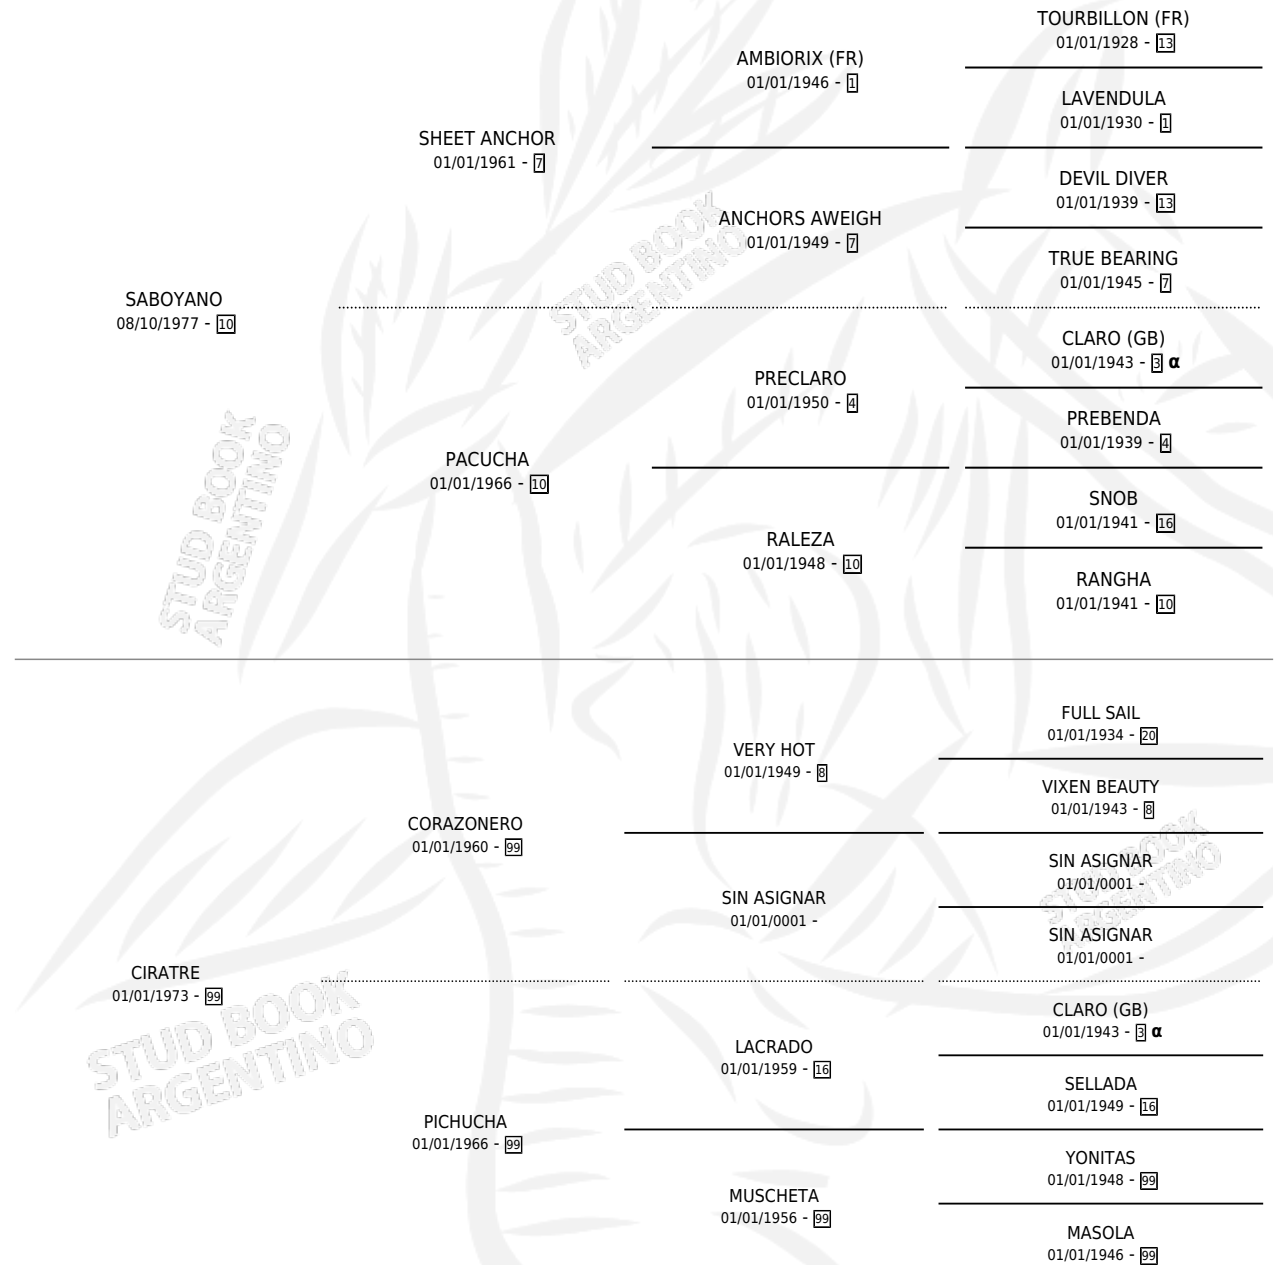 TOURBILLON (FR)
01/01/1928 - 13
AMBIORIX (FR)
01/01/1946 - 1
LAVENDULA
01/01/1930 - 1
SHEET ANCHOR
01/01/1961 - 7
DEVIL DIVER
01/01/1939 - 13
ANCHORS AWEIGH
01/01/1949 - 7
TRUE BEARING
01/01/1945 - 7
SABOYANO
08/10/1977 - 10
CLARO (GB)
01/01/1943 - 3 α
PRECLARO
01/01/1950 - 4
PREBENDA
01/01/1939 - 4
PACUCHA
01/01/1966 - 10
SNOB
01/01/1941 - 16
RALEZA
01/01/1948 - 10
RANGHA
01/01/1941 - 10
FULL SAIL
01/01/1934 - 20
VERY HOT
01/01/1949 - 8
VIXEN BEAUTY
01/01/1943 - 8
CORAZONERO
01/01/1960 - 99
SIN ASIGNAR
01/01/0001 -
SIN ASIGNAR
01/01/0001 -
SIN ASIGNAR
01/01/0001 -
CIRATRE
01/01/1973 - 99
CLARO (GB)
01/01/1943 - 3 α
LACRADO
01/01/1959 - 16
SELLADA
01/01/1949 - 16
PICHUCHA
01/01/1966 - 99
YONITAS
01/01/1948 - 99
MUSCHETA
01/01/1956 - 99
MASOLA
01/01/1946 - 99
STUD BOOK
ARGENTINO
STUD BOOK
ARGENTINO
STUD BOOK
ARGENTINO
STUD BOOK
ARGENTINO